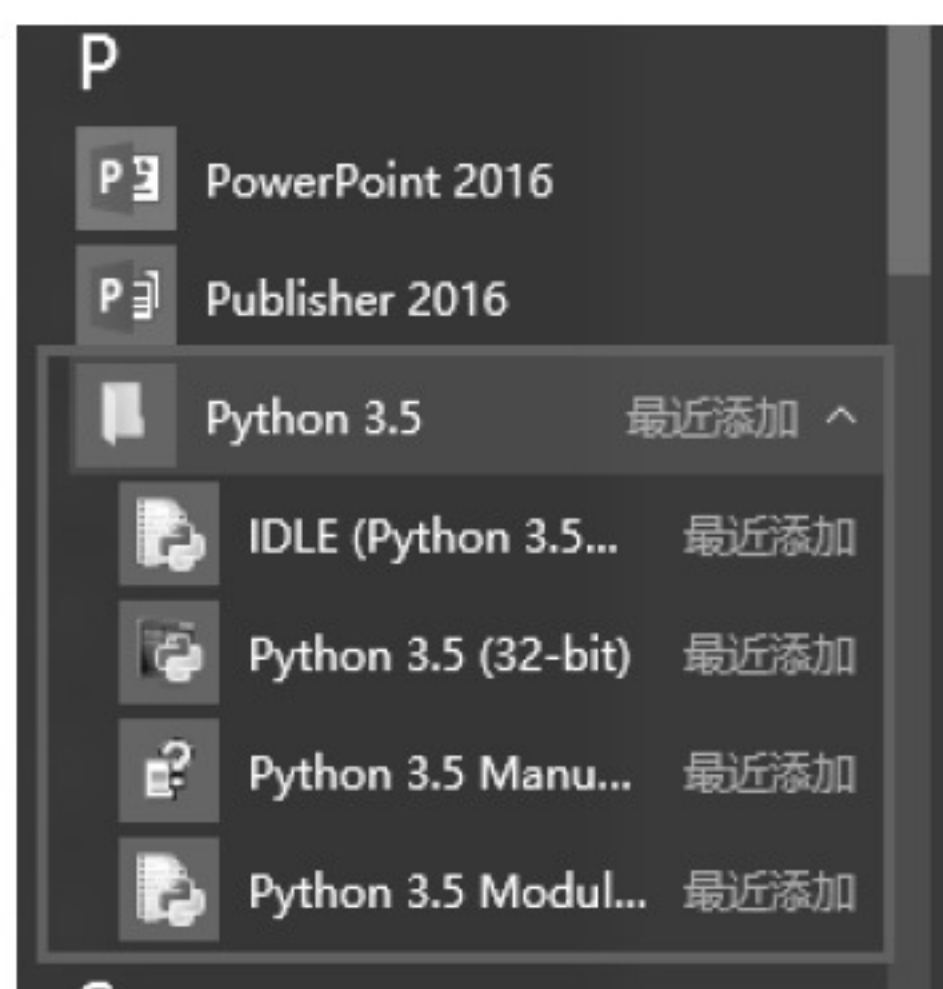 P
PowerPoint 2016
Publisher 2016
Python 3.5 最近添加
IDLE (Python 3.5... 最近添加
Python 3.5 (32-bit) 最近添加
Python 3.5 Manu... 最近添加
Python 3.5 Modul... 最近添加